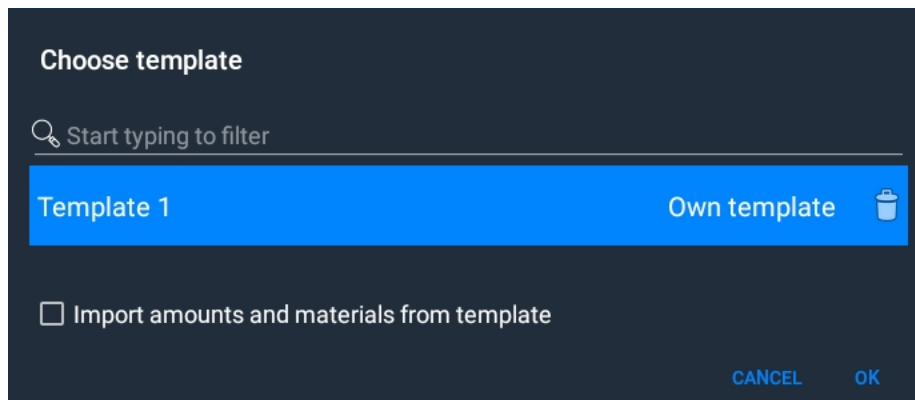 Choose template
Start typing to filter
Template 1 Own template
Import amounts and materials from template
CANCEL OK